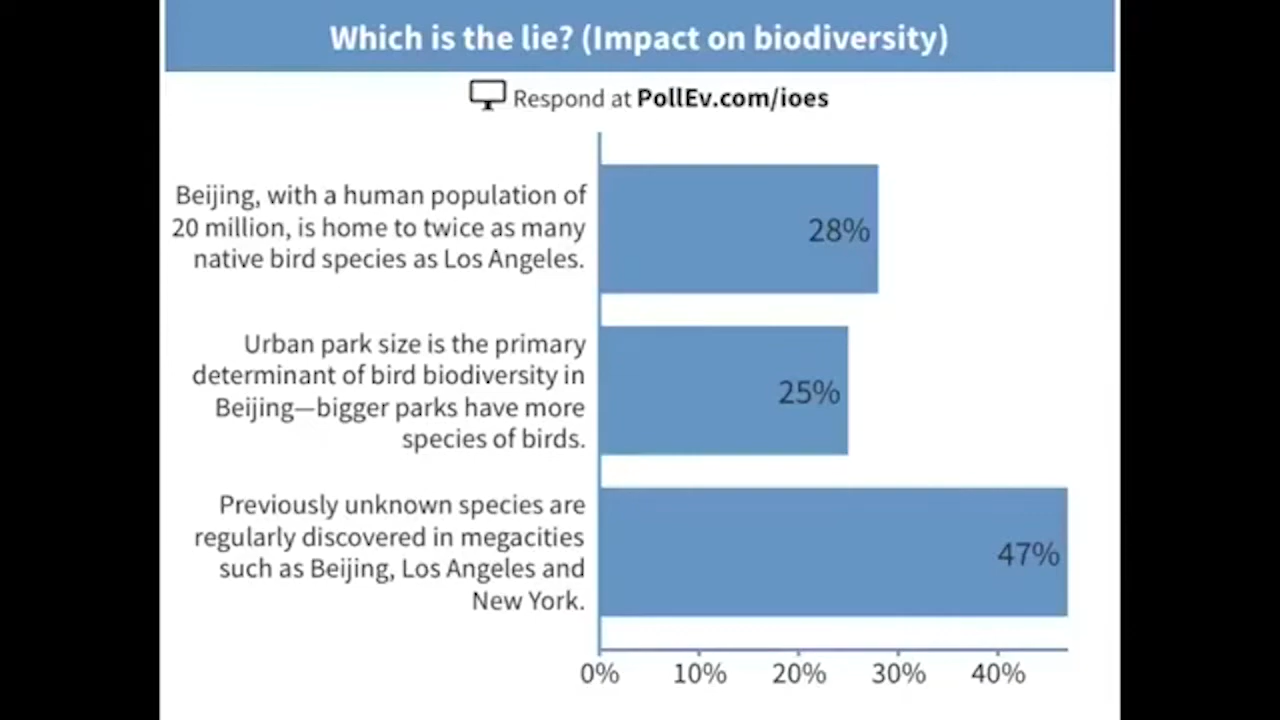 Which is the lie? (Impact on biodiversity)
Respond at PollEv.com/ioes
Beijing, with a human population of
20 million, is home to twice as many
native bird species as Los Angeles.
28%
Urban park size is the primary
determinant of bird biodiversity in
Beijing—bigger parks have more
species of birds.
25%
Previously unknown species are
regularly discovered in megacities
such as Beijing, Los Angeles and
New York.
47%
0% 10% 20% 30% 40%